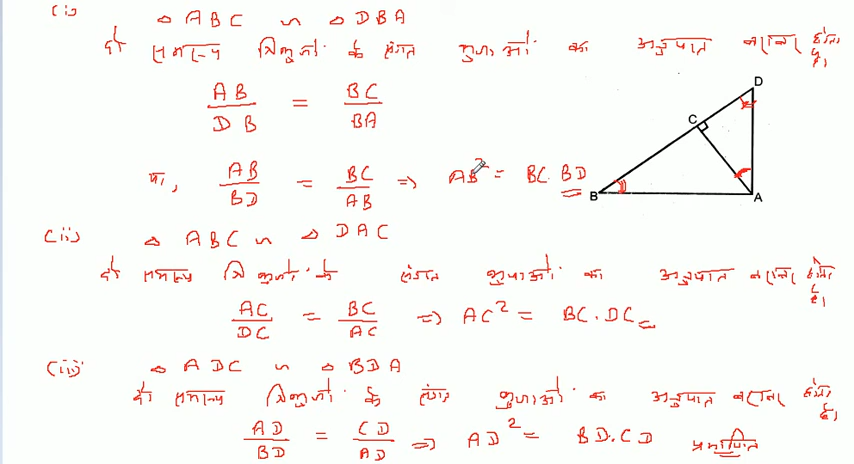 (i) △ ABC ∽ △ DBA
दो समरूप त्रिभुजों के संगत भुजाओं का अनुपात बराबर होता है।
AB/DB = BC/BA
या, AB/BD = BC/AB ⇒ AB² = BC·BD
D
C
B
A
(ii) △ ABC ∽ △ DAC
दो समरूप त्रिभुजों के संगत भुजाओं का अनुपात बराबर होता है।
AC/DC = BC/AC ⇒ AC² = BC·DC
(iii) △ ADC ∽ △ BDA
दो समरूप त्रिभुजों के संगत भुजाओं का अनुपात बराबर होता है।
AD/BD = CD/AD ⇒ AD² = BD·CD प्रमाणित